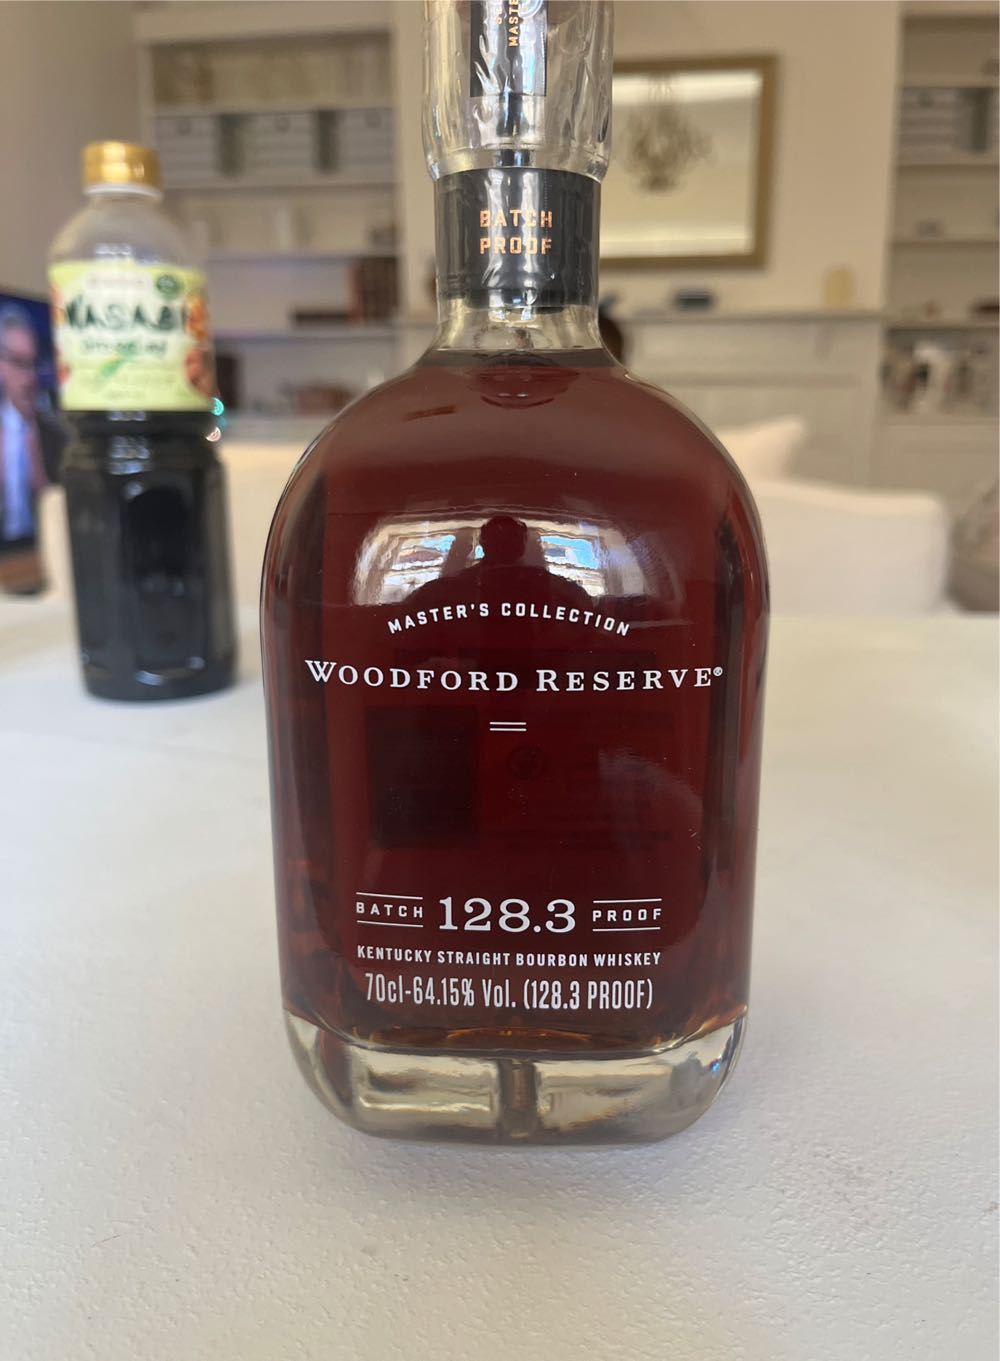 MASTE
BATCH
PROOF
WASABI
MASTER'S COLLECTION
WOODFORD RESERVE®
BATCH 128.3 PROOF
KENTUCKY STRAIGHT BOURBON WHISKEY
70cl-64.15% Vol. (128.3 PROOF)